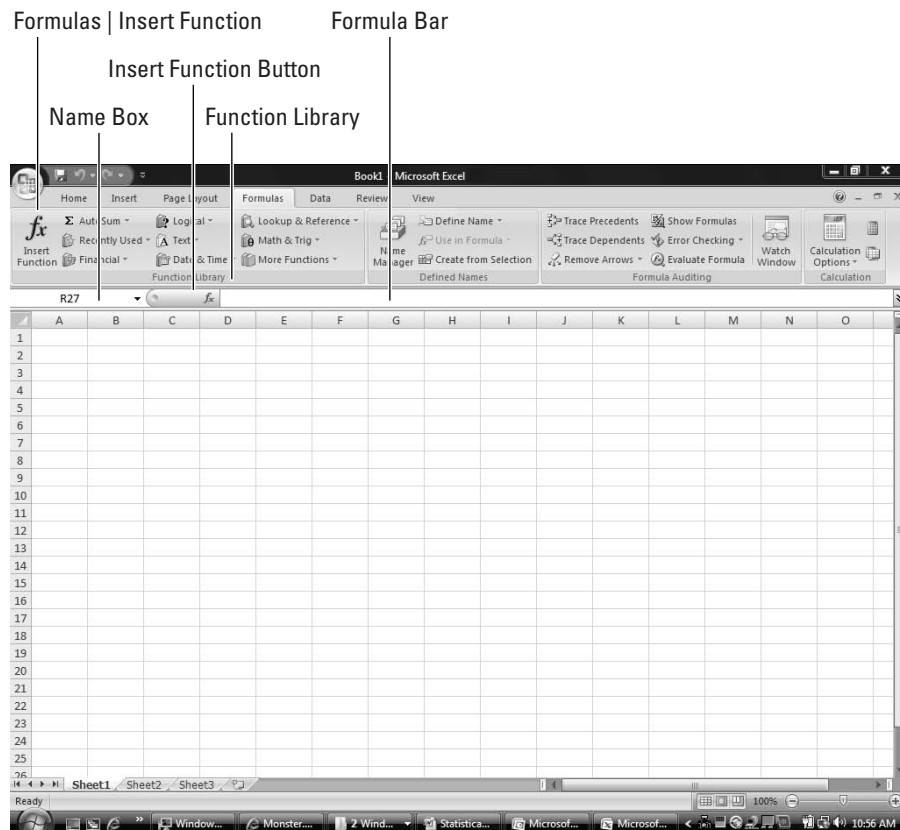 Formulas | Insert Function Formula Bar
Insert Function Button
Name Box Function Library
Book1 - Microsoft Excel
Home Insert Page Layout Formulas Data Review View
fx Σ AutoSum Logical Lookup & Reference Define Name Trace Precedents Show Formulas
Recently Used Text Math & Trig Name Use in Formula Trace Dependents Error Checking
Insert Function Financial Date & Time More Functions Manager Create from Selection Remove Arrows Evaluate Formula Watch Window Calculation Options
Function Library Defined Names Formula Auditing Calculation
R27 fx
A B C D E F G H I J K L M N O
1
2
3
4
5
6
7
8
9
10
11
12
13
14
15
16
17
18
19
20
21
22
23
24
25
26
Sheet1 Sheet2 Sheet3
Ready 100%
Window... Monster.... 2 Wind... Statistica... Microsof... Microsof... 10:56 AM